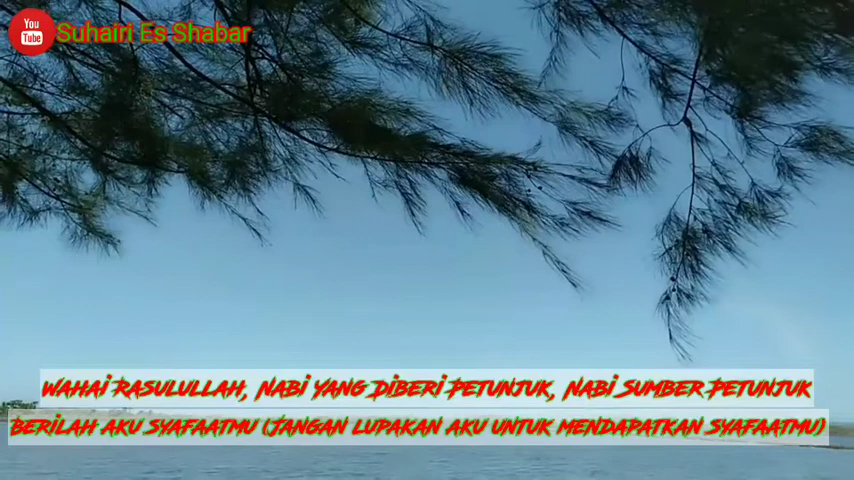 You
Tube
Suhairi Es Shabar
WAHAI RASULULLAH, NABI YANG DIBERI PETUNJUK, NABI SUMBER PETUNJUK
BERILAH AKU SYAFAATMU (JANGAN LUPAKAN AKU UNTUK MENDAPATKAN SYAFAATMU)